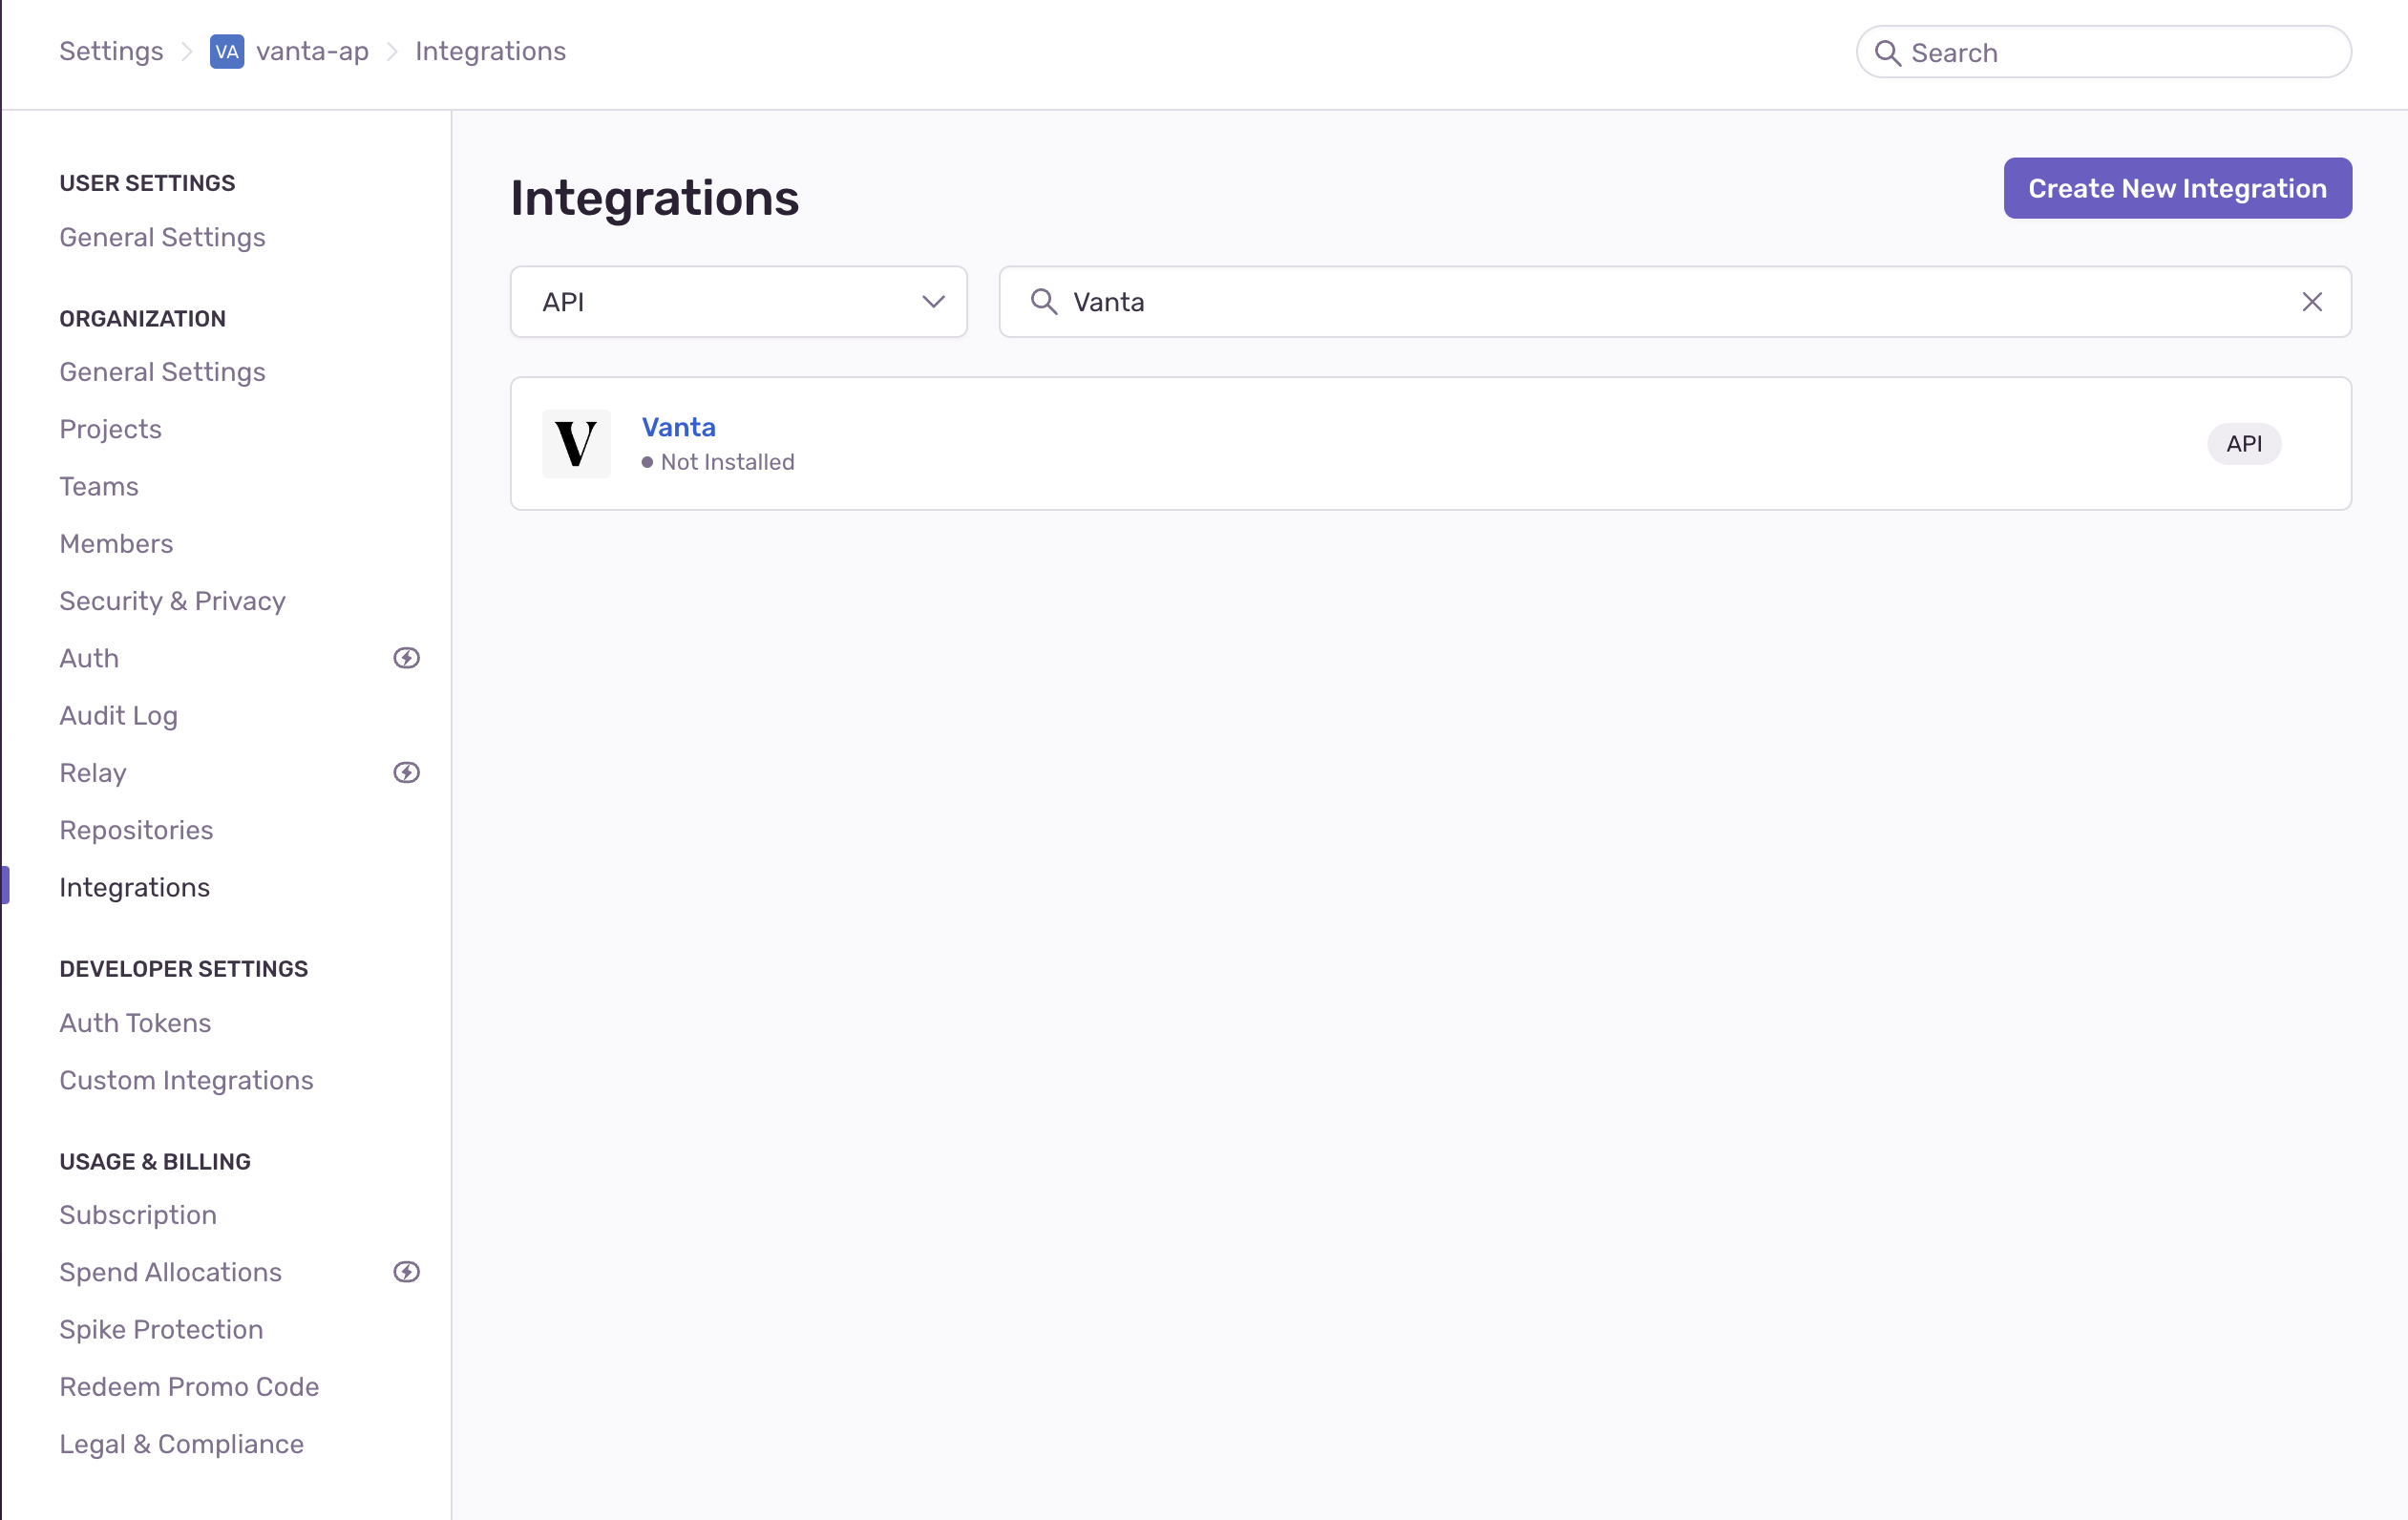 Settings > VA vanta-ap > Integrations
Search
USER SETTINGS
General Settings
ORGANIZATION
General Settings
Projects
Teams
Members
Security & Privacy
Auth
Audit Log
Relay
Repositories
Integrations
DEVELOPER SETTINGS
Auth Tokens
Custom Integrations
USAGE & BILLING
Subscription
Spend Allocations
Spike Protection
Redeem Promo Code
Legal & Compliance
Integrations
Create New Integration
API
Vanta
V
Vanta
Not Installed
API